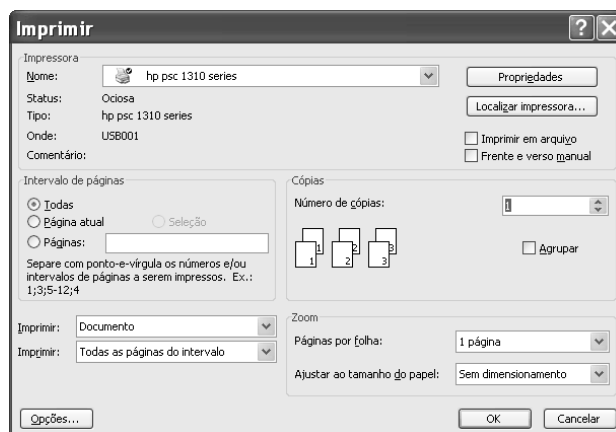 Imprimir
Impressora
Nome: hp psc 1310 series
Propriedades
Status: Ociosa
Localizar impressora...
Tipo: hp psc 1310 series
Onde: USB001
Imprimir em arquivo
Comentário:
Frente e verso manual
Intervalo de páginas
Todas
Página atual Seleção
Páginas:
Separe com ponto-e-vírgula os números e/ou
intervalos de páginas a serem impressos. Ex.:
1;3;5-12;4
Cópias
Número de cópias: 1
1 1 2 2 3 3
Agrupar
Imprimir: Documento
Imprimir: Todas as páginas do intervalo
Zoom
Páginas por folha: 1 página
Ajustar ao tamanho do papel: Sem dimensionamento
Opções...
OK
Cancelar